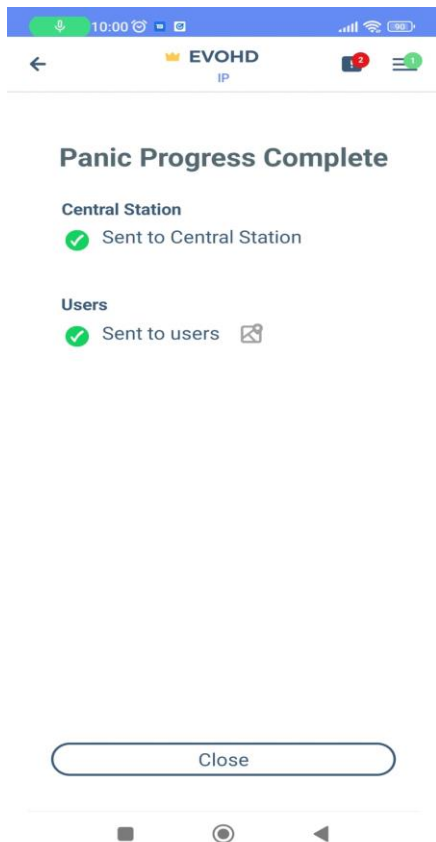 10:00
90
EVOHD
IP
2
1
Panic Progress Complete
Central Station
Sent to Central Station
Users
Sent to users
Close